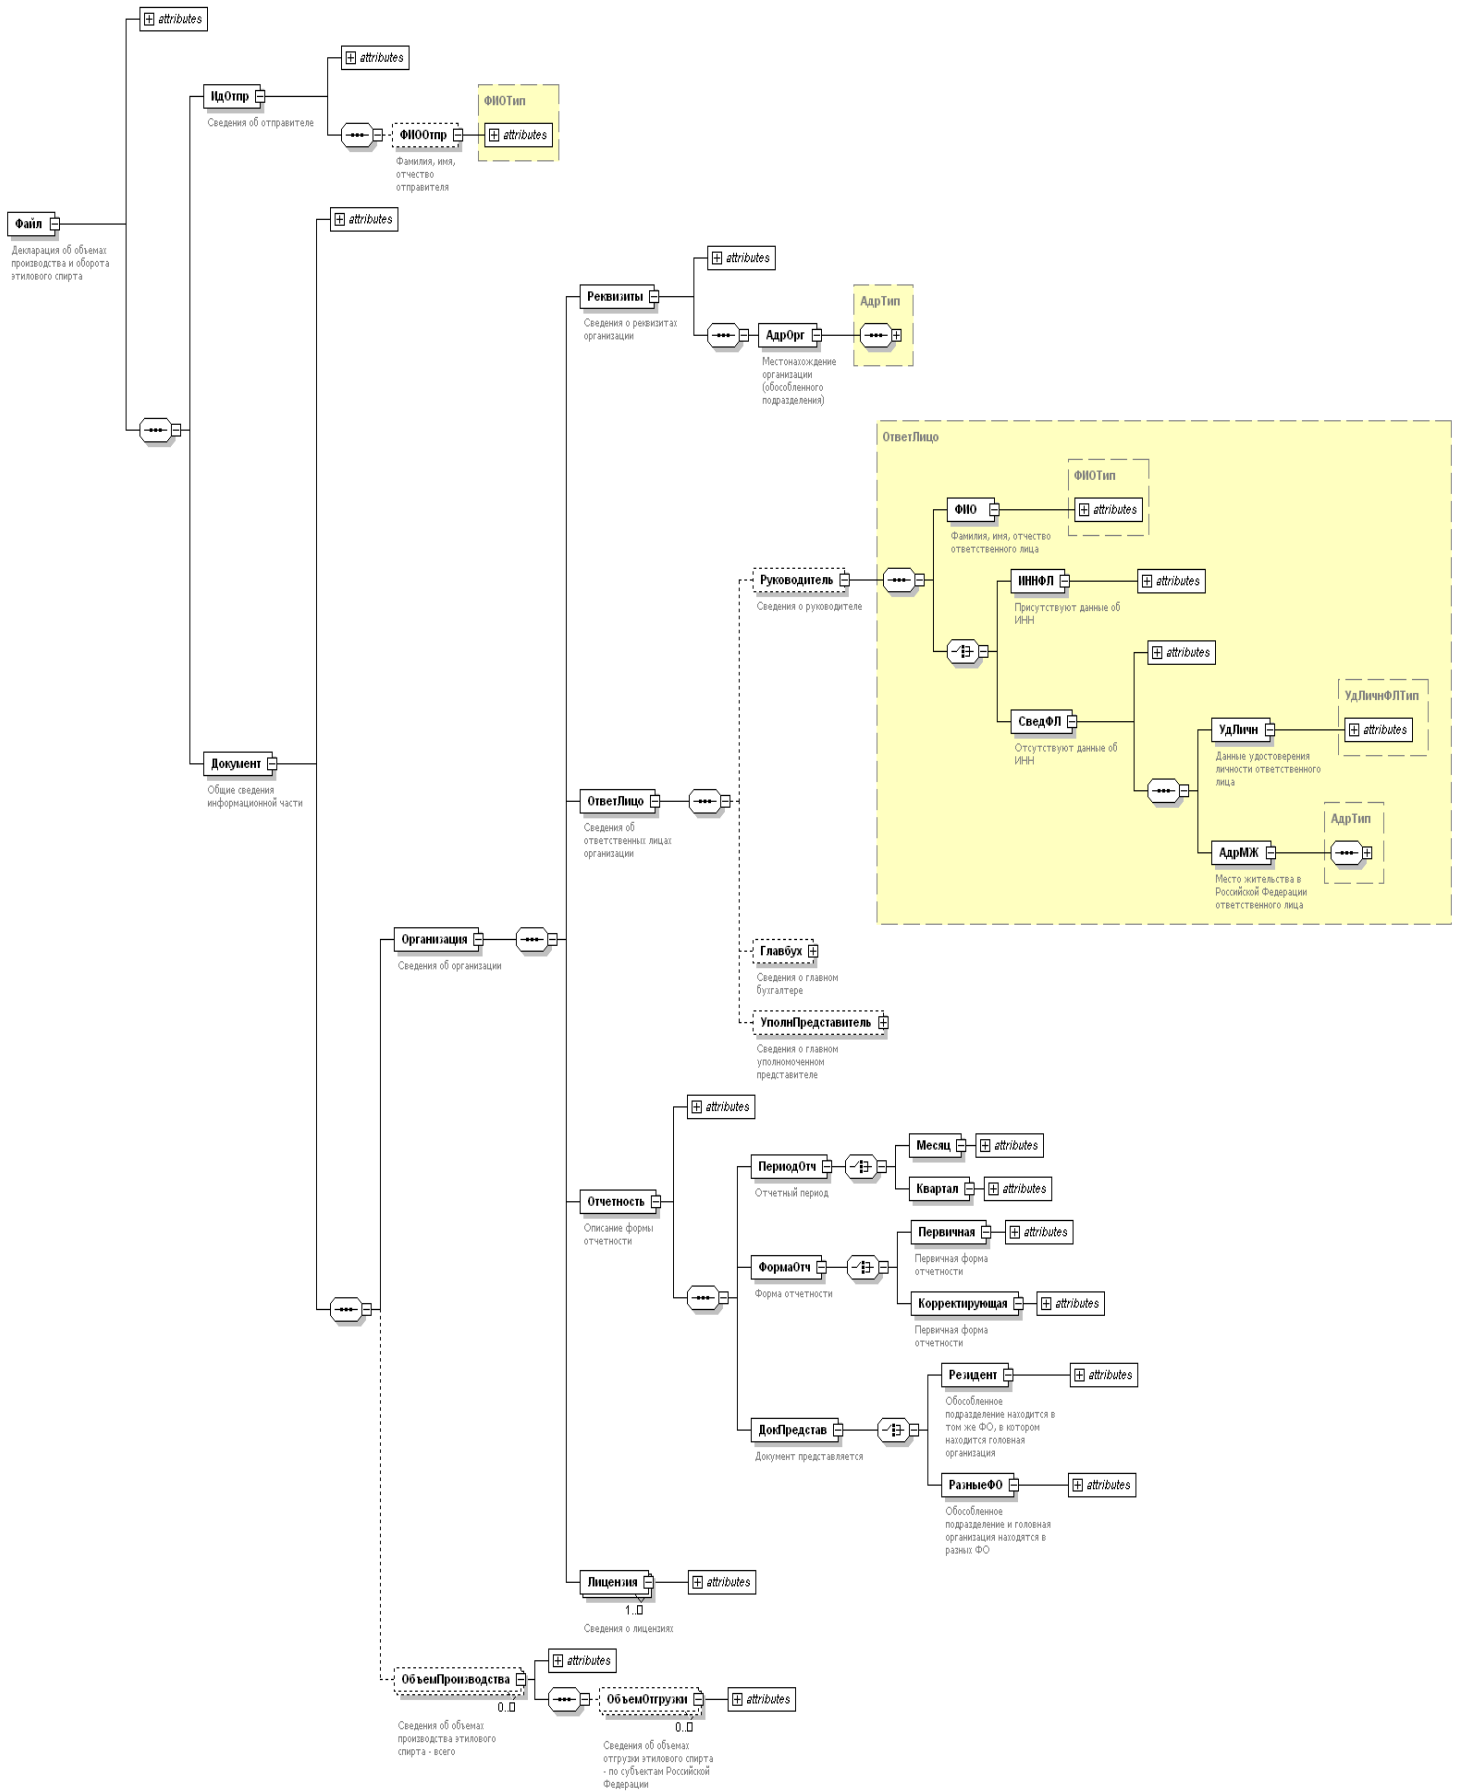 attributes
attributes
ИдОтпр
Сведения об отправителе
ФИОТип
ФИООтпр
attributes
Фамилия, имя,
отчество
отправителя
Файл
Декларация об объемах
производства и оборота
этилового спирта
attributes
attributes
Реквизиты
Сведения о реквизитах
организации
АдрТип
АдрОрг
Местонахождение
организации
(обособленного
подразделения)
ОтветЛицо
ФИОТип
ФИО
attributes
Фамилия, имя, отчество
ответственного лица
Руководитель
Сведения о руководителе
ИННФЛ
attributes
Присутствуют данные об
ИНН
attributes
СведФЛ
Отсутствуют данные об
ИНН
УдЛичнФЛТип
УдЛичн
attributes
Данные удостоверения
личности ответственного
лица
Документ
Общие сведения
информационной части
ОтветЛицо
Сведения об
ответственных лицах
организации
АдрТип
АдрМЖ
Место жительства в
Российской Федерации
ответственного лица
Организация
Сведения об организации
Главбух
Сведения о главном
бухгалтере
УполнПредставитель
Сведения о главном
уполномоченном
представителе
attributes
Месяц
attributes
ПериодОтч
Отчетный период
Квартал
attributes
Отчетность
Описание формы
отчетности
Первичная
attributes
Первичная форма
отчетности
ФормаОтч
Форма отчетности
Корректирующая
attributes
Первичная форма
отчетности
Резидент
attributes
Обособленное
подразделение находится в
том же ФО, в котором
находится головная
организация
ДокПредстав
Документ представляется
РазныеФО
attributes
Обособленное
подразделение и головная
организация находятся в
разных ФО
Лицензия
attributes
1..
Сведения о лицензиях
attributes
ОбъемПроизводства
0..
Сведения об объемах
производства этилового
спирта - всего
ОбъемОтгрузки
attributes
0..
Сведения об объемах
отгрузки этилового спирта
- по субъектам Российской
Федерации